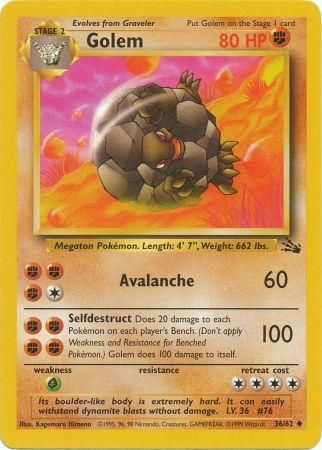 Evolves from Graveler Put Golem on the Stage 1 card
STAGE 2
Golem 80 HP
Megaton Pokémon. Length: 4' 7", Weight: 662 lbs.
Avalanche 60
Selfdestruct Does 20 damage to each
Pokémon on each player's Bench. (Don't apply
Weakness and Resistance for Benched
Pokémon.) Golem does 100 damage to itself.
100
weakness resistance retreat cost
Its boulder-like body is extremely hard. It can easily
withstand dynamite blasts without damage. LV. 36 #76
Illus. Kagemaru Himeno ©1995, 96, 98 Nintendo, Creatures, GAMEFREAK. ©1999 Wizards. 36/62